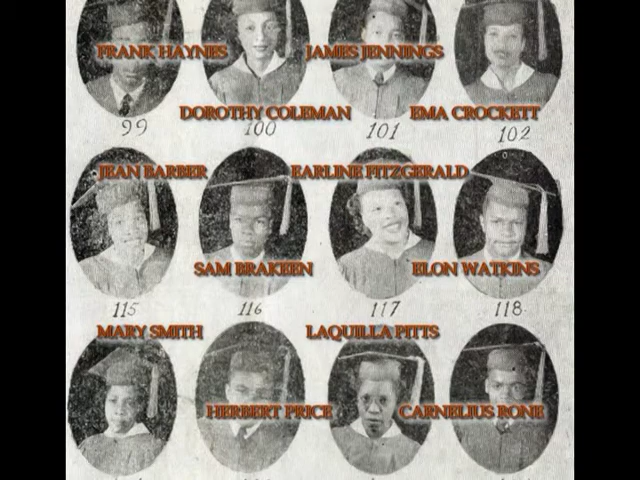 FRANK HAYNES JAMES JENNINGS
DOROTHY COLEMAN EMA CROCKETT
99 100 101 102
JEAN BARBER EARLINE FITZGERALD
SAM BRAKEEN ELON WATKINS
115 116 117 118
MARY SMITH LAQUILLA PITTS
HERBERT PRICE CARNELIUS RONE